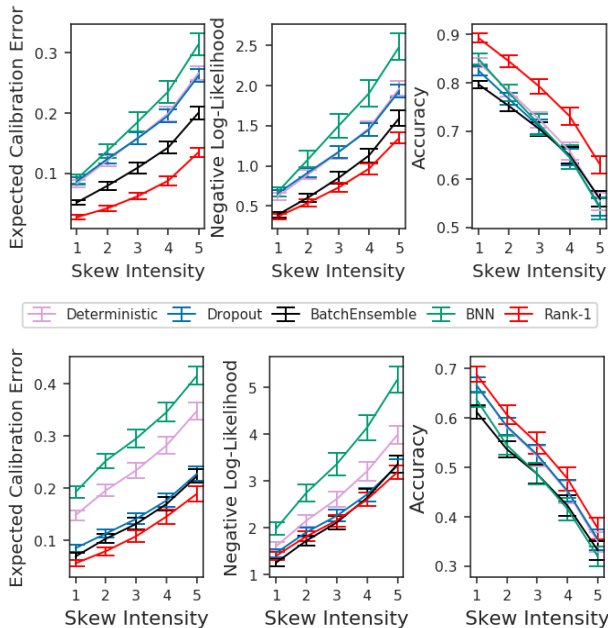 Expected Calibration Error
0.3
0.2
0.1
1 2 3 4 5
Skew Intensity
Negative Log-Likelihood
2.5
2.0
1.5
1.0
0.5
1 2 3 4 5
Skew Intensity
Accuracy
0.9
0.8
0.7
0.6
0.5
1 2 3 4 5
Skew Intensity
Deterministic Dropout BatchEnsemble BNN Rank-1
Expected Calibration Error
0.4
0.3
0.2
0.1
1 2 3 4 5
Skew Intensity
Negative Log-Likelihood
5
4
3
2
1
1 2 3 4 5
Skew Intensity
Accuracy
0.7
0.6
0.5
0.4
0.3
1 2 3 4 5
Skew Intensity